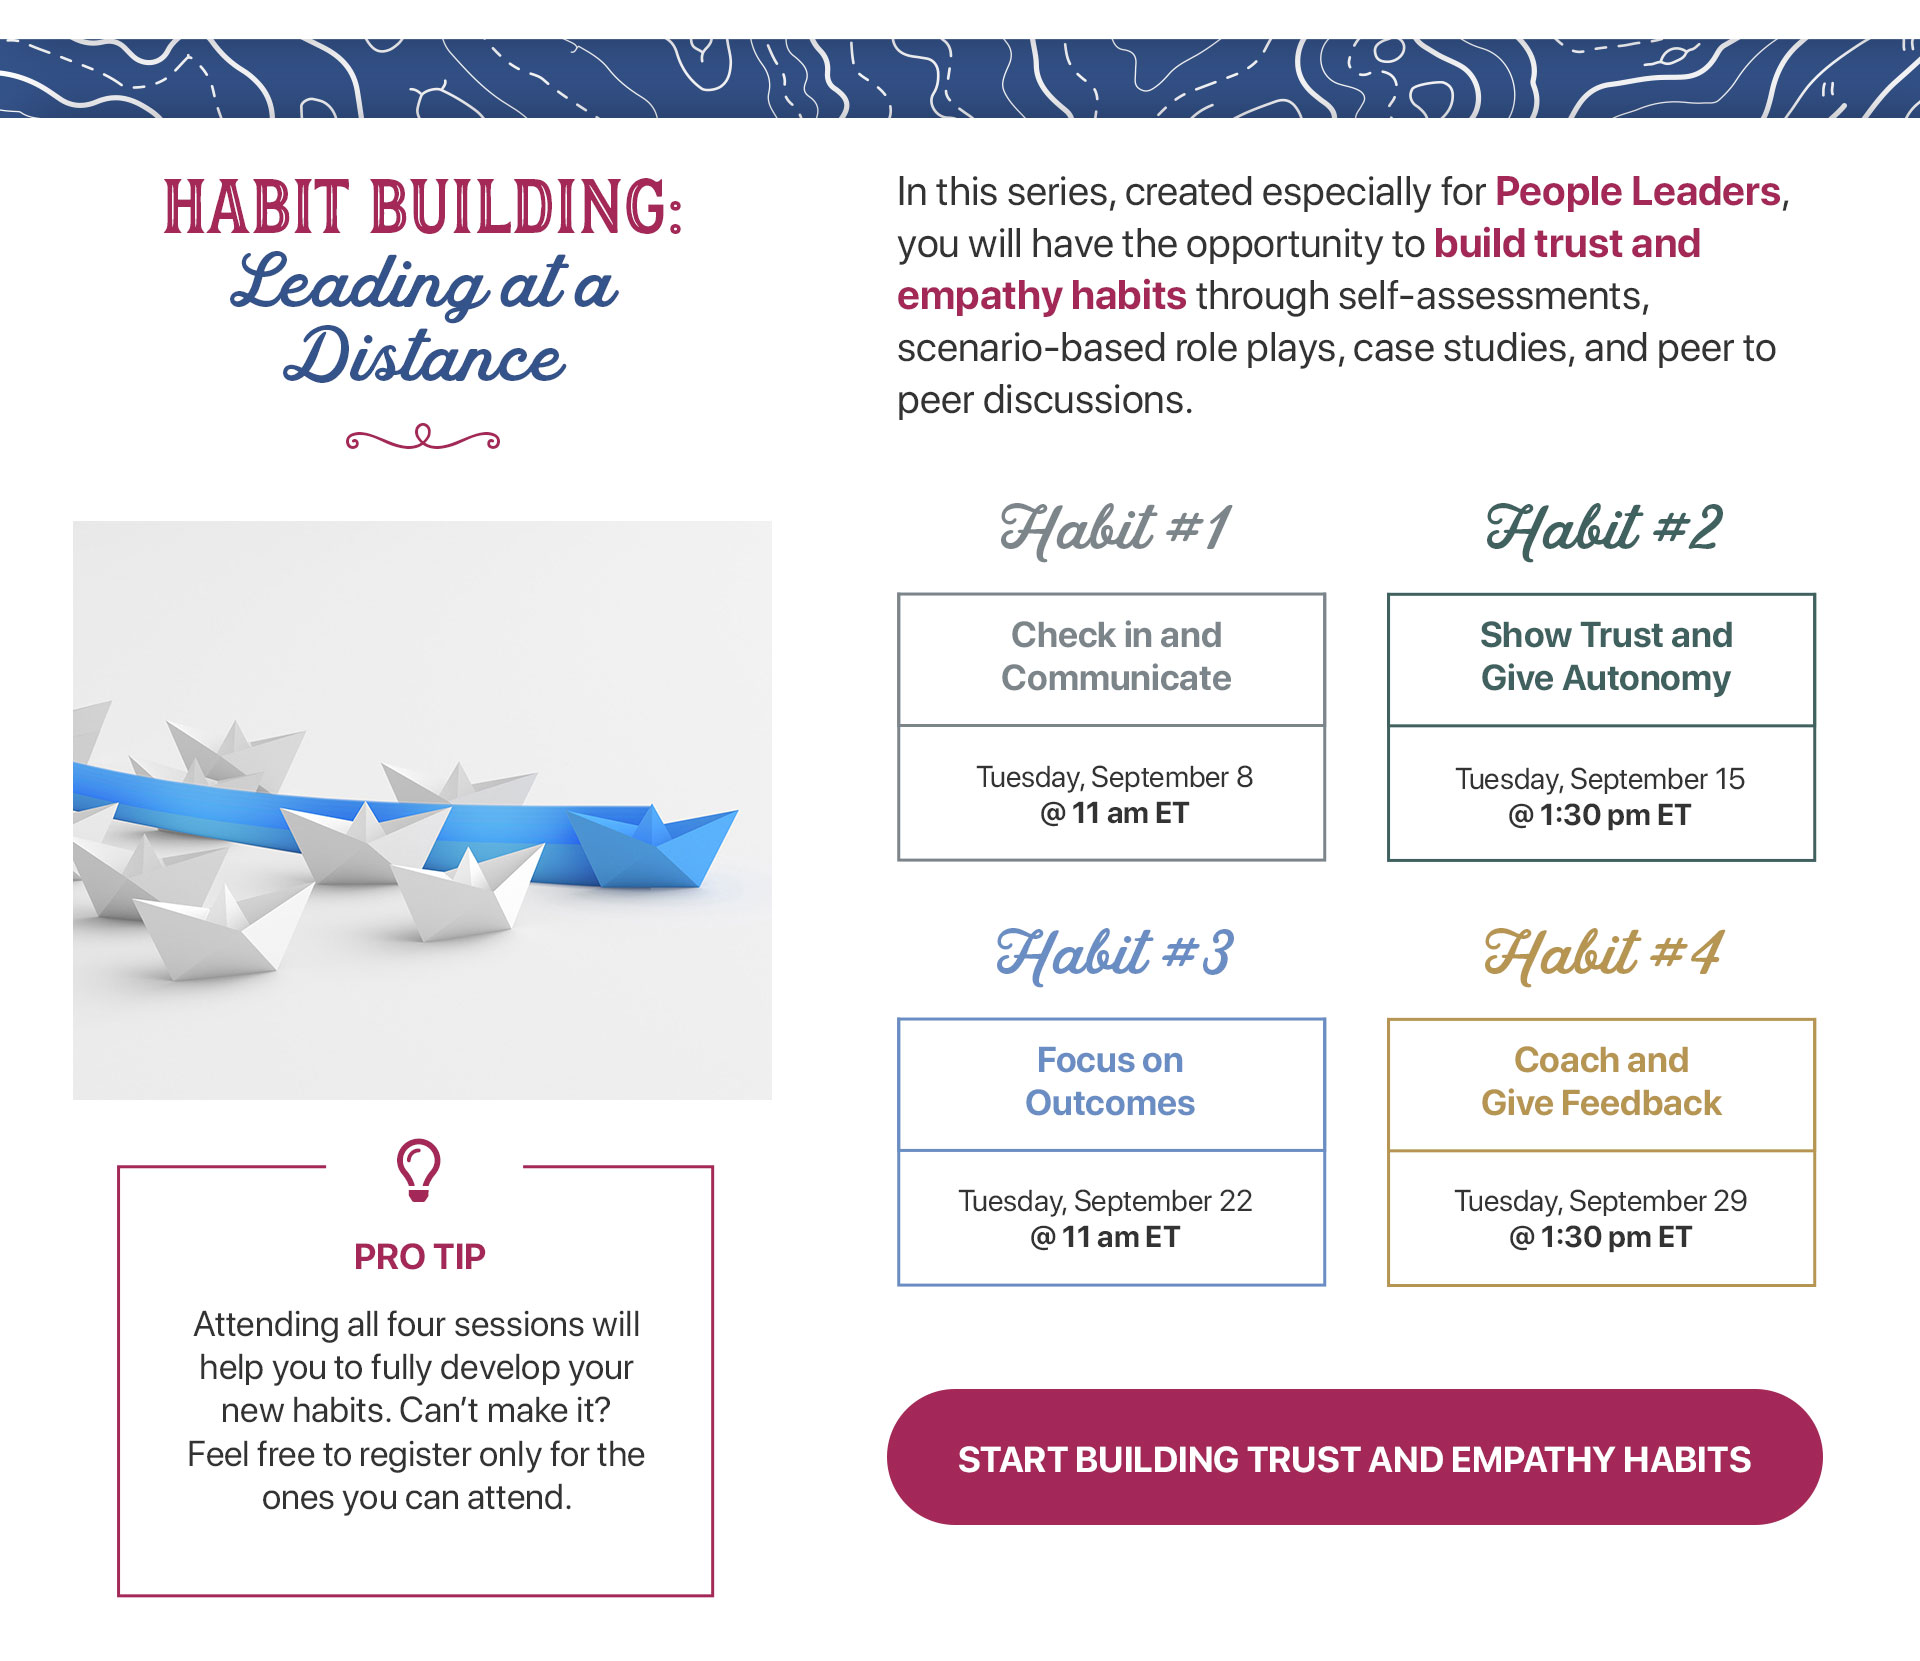 HABIT BUILDING:
Leading at a
Distance
In this series, created especially for People Leaders,
you will have the opportunity to build trust and
empathy habits through self-assessments,
scenario-based role plays, case studies, and peer to
peer discussions.
Habit #1
Check in and
Communicate
Tuesday, September 8
@ 11 am ET
Habit #2
Show Trust and
Give Autonomy
Tuesday, September 15
@ 1:30 pm ET
Habit #3
Focus on
Outcomes
Tuesday, September 22
@ 11 am ET
Habit #4
Coach and
Give Feedback
Tuesday, September 29
@ 1:30 pm ET
PRO TIP
Attending all four sessions will
help you to fully develop your
new habits. Can't make it?
Feel free to register only for the
ones you can attend.
START BUILDING TRUST AND EMPATHY HABITS